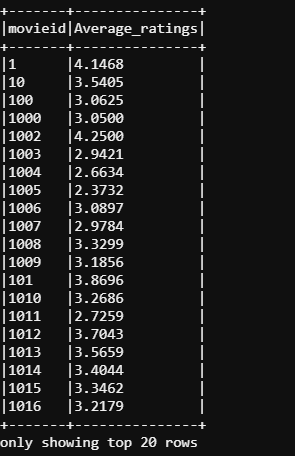 +-------+---------------+
|movieid|Average_ratings|
+-------+---------------+
|1      |4.1468         |
|10     |3.5405         |
|100    |3.0625         |
|1000   |3.0500         |
|1002   |4.2500         |
|1003   |2.9421         |
|1004   |2.6634         |
|1005   |2.3732         |
|1006   |3.0897         |
|1007   |2.9784         |
|1008   |3.3299         |
|1009   |3.1856         |
|101    |3.8696         |
|1010   |3.2686         |
|1011   |2.7259         |
|1012   |3.7043         |
|1013   |3.5659         |
|1014   |3.4044         |
|1015   |3.3462         |
|1016   |3.2179         |
+-------+---------------+
only showing top 20 rows